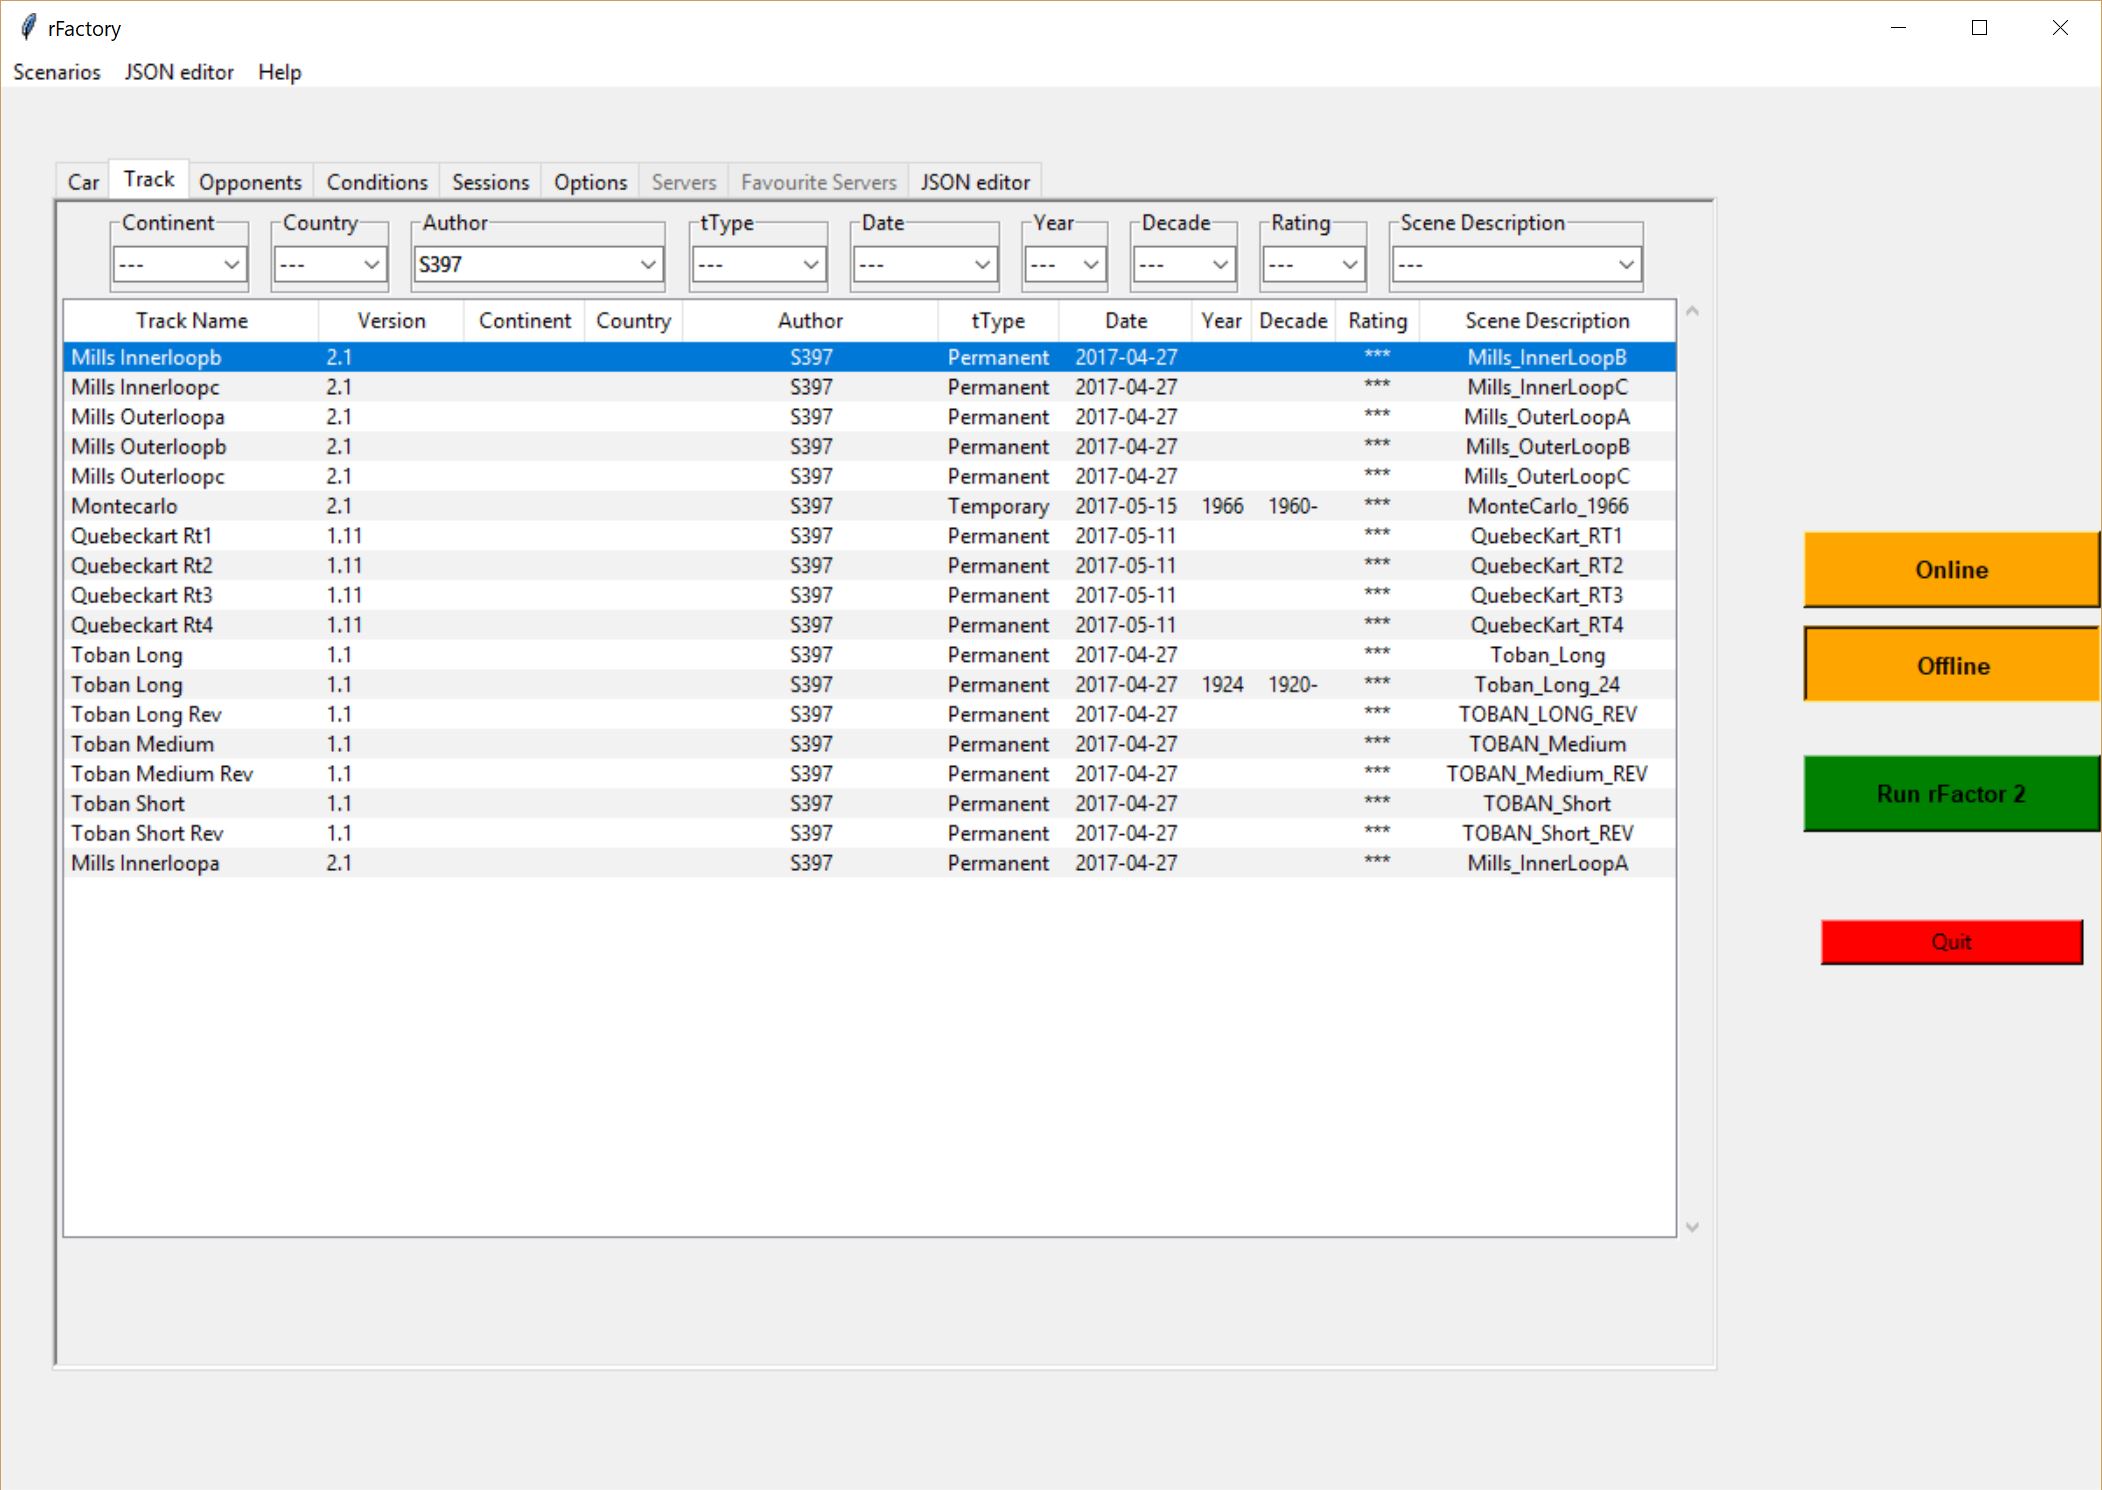 rFactory
Scenarios JSON editor Help
Car Track Opponents Conditions Sessions Options Servers Favourite Servers JSON editor
Continent Country Author tType Date Year Decade Rating Scene Description
--- --- S397 --- --- --- --- --- ---
Track Name Version Continent Country Author tType Date Year Decade Rating Scene Description
Mills Innerloopb 2.1 S397 Permanent 2017-04-27 *** Mills_InnerLoopB
Mills Innerloopc 2.1 S397 Permanent 2017-04-27 *** Mills_InnerLoopC
Mills Outerloopa 2.1 S397 Permanent 2017-04-27 *** Mills_OuterLoopA
Mills Outerloopb 2.1 S397 Permanent 2017-04-27 *** Mills_OuterLoopB
Mills Outerloopc 2.1 S397 Permanent 2017-04-27 *** Mills_OuterLoopC
Montecarlo 2.1 S397 Temporary 2017-05-15 1966 1960- *** MonteCarlo_1966
Quebeckart Rt1 1.11 S397 Permanent 2017-05-11 *** QuebecKart_RT1
Quebeckart Rt2 1.11 S397 Permanent 2017-05-11 *** QuebecKart_RT2
Quebeckart Rt3 1.11 S397 Permanent 2017-05-11 *** QuebecKart_RT3
Quebeckart Rt4 1.11 S397 Permanent 2017-05-11 *** QuebecKart_RT4
Toban Long 1.1 S397 Permanent 2017-04-27 *** Toban_Long
Toban Long 1.1 S397 Permanent 2017-04-27 1924 1920- *** Toban_Long_24
Toban Long Rev 1.1 S397 Permanent 2017-04-27 *** TOBAN_LONG_REV
Toban Medium 1.1 S397 Permanent 2017-04-27 *** TOBAN_Medium
Toban Medium Rev 1.1 S397 Permanent 2017-04-27 *** TOBAN_Medium_REV
Toban Short 1.1 S397 Permanent 2017-04-27 *** TOBAN_Short
Toban Short Rev 1.1 S397 Permanent 2017-04-27 *** TOBAN_Short_REV
Mills Innerloopa 2.1 S397 Permanent 2017-04-27 *** Mills_InnerLoopA
Online
Offline
Run rFactor 2
Quit